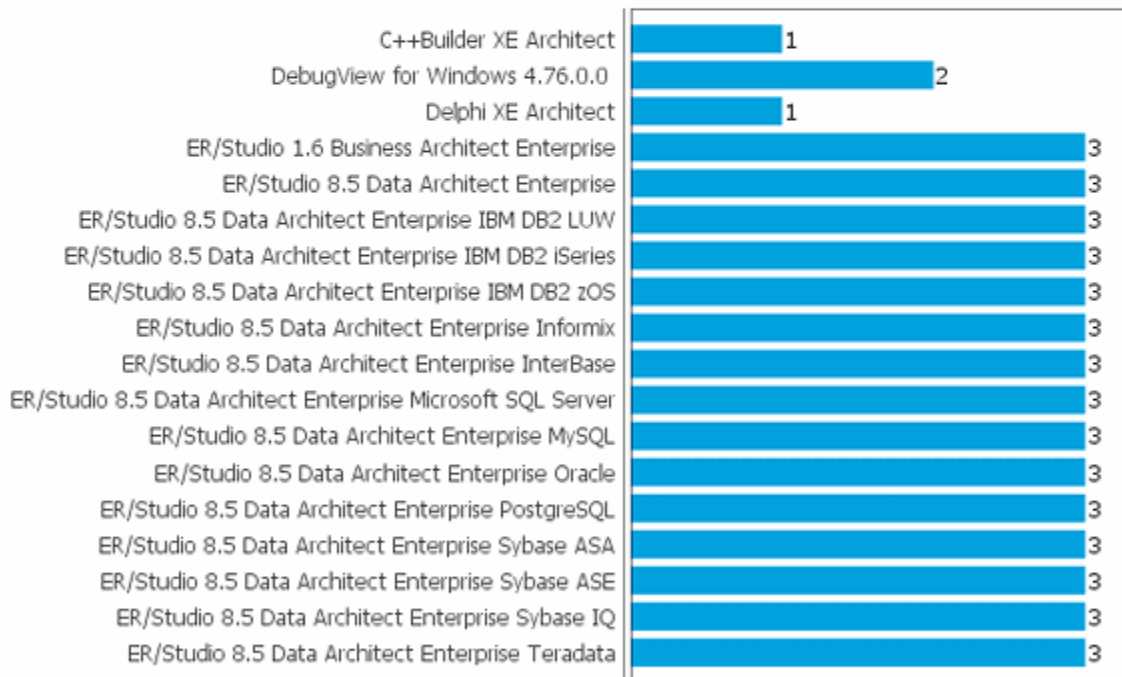 C++Builder XE Architect 1
DebugView for Windows 4.76.0.0 2
Delphi XE Architect 1
ER/Studio 1.6 Business Architect Enterprise 3
ER/Studio 8.5 Data Architect Enterprise 3
ER/Studio 8.5 Data Architect Enterprise IBM DB2 LUW 3
ER/Studio 8.5 Data Architect Enterprise IBM DB2 iSeries 3
ER/Studio 8.5 Data Architect Enterprise IBM DB2 zOS 3
ER/Studio 8.5 Data Architect Enterprise Informix 3
ER/Studio 8.5 Data Architect Enterprise InterBase 3
ER/Studio 8.5 Data Architect Enterprise Microsoft SQL Server 3
ER/Studio 8.5 Data Architect Enterprise MySQL 3
ER/Studio 8.5 Data Architect Enterprise Oracle 3
ER/Studio 8.5 Data Architect Enterprise PostgreSQL 3
ER/Studio 8.5 Data Architect Enterprise Sybase ASA 3
ER/Studio 8.5 Data Architect Enterprise Sybase ASE 3
ER/Studio 8.5 Data Architect Enterprise Sybase IQ 3
ER/Studio 8.5 Data Architect Enterprise Teradata 3